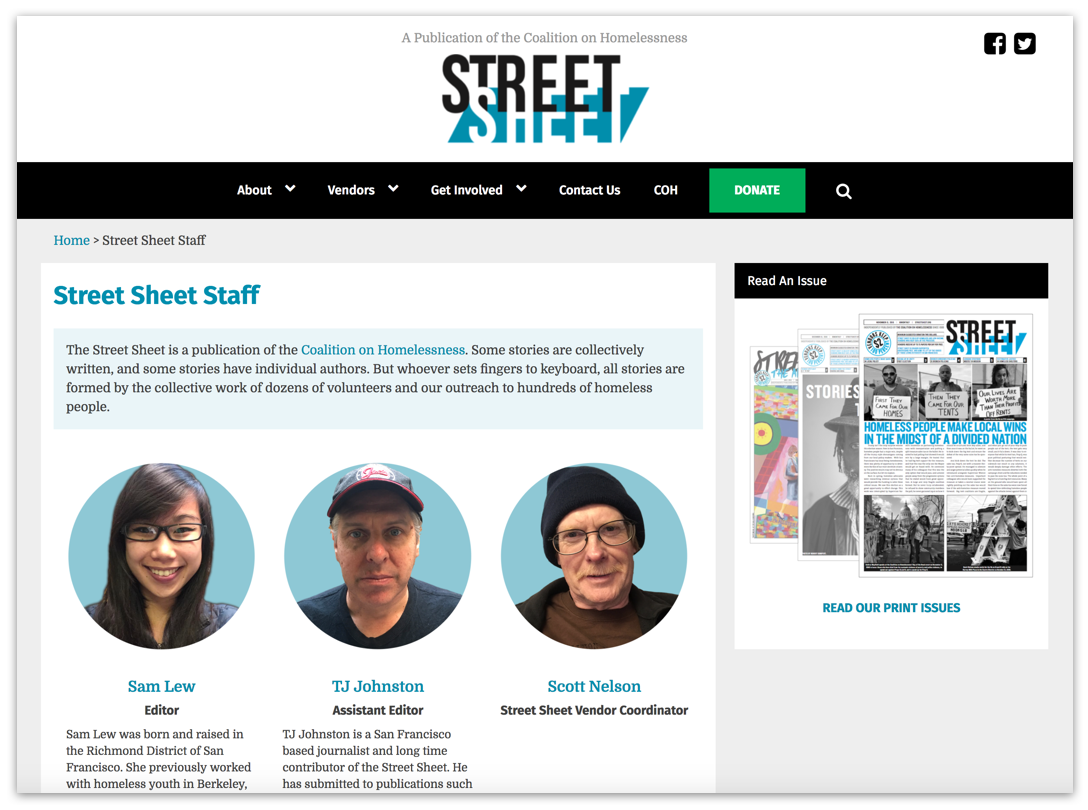 A Publication of the Coalition on Homelessness
STREET
SHEET
About
Vendors
Get Involved
Contact Us
COH
DONATE
Home > Street Sheet Staff
Street Sheet Staff
The Street Sheet is a publication of the Coalition on Homelessness. Some stories are collectively
written, and some stories have individual authors. But whoever sets fingers to keyboard, all stories are
formed by the collective work of dozens of volunteers and our outreach to hundreds of homeless
people.
Sam Lew
Editor
Sam Lew was born and raised in
the Richmond District of San
Francisco. She previously worked
with homeless youth in Berkeley,
TJ Johnston
Assistant Editor
TJ Johnston is a San Francisco
based journalist and long time
contributor of the Street Sheet. He
has submitted to publications such
Scott Nelson
Street Sheet Vendor Coordinator
Read An Issue
STREET
SHEET
STORIES
FIRST THEY
CAME FOR OUR
HOMES
THEN THEY
CAME FOR OUR
TENTS
OUR LIVES ARE
WORTH MORE
THAN THEIR PROFITS
OFF RENTS
HOMELESS PEOPLE MAKE LOCAL WINS
IN THE MIDST OF A DIVIDED NATION
READ OUR PRINT ISSUES